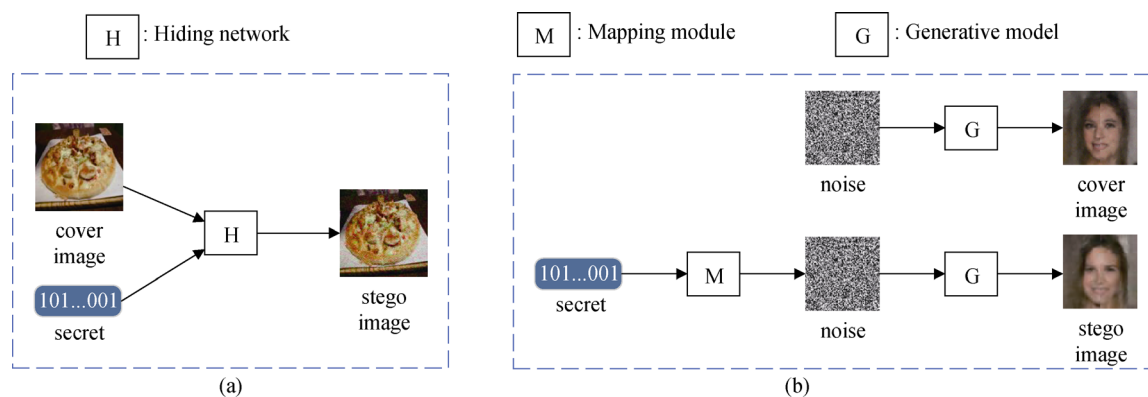 H : Hiding network
M : Mapping module
G : Generative model
cover
image
101...001
secret
H
stego
image
(a)
noise
G
cover
image
101...001
secret
M
noise
G
stego
image
(b)